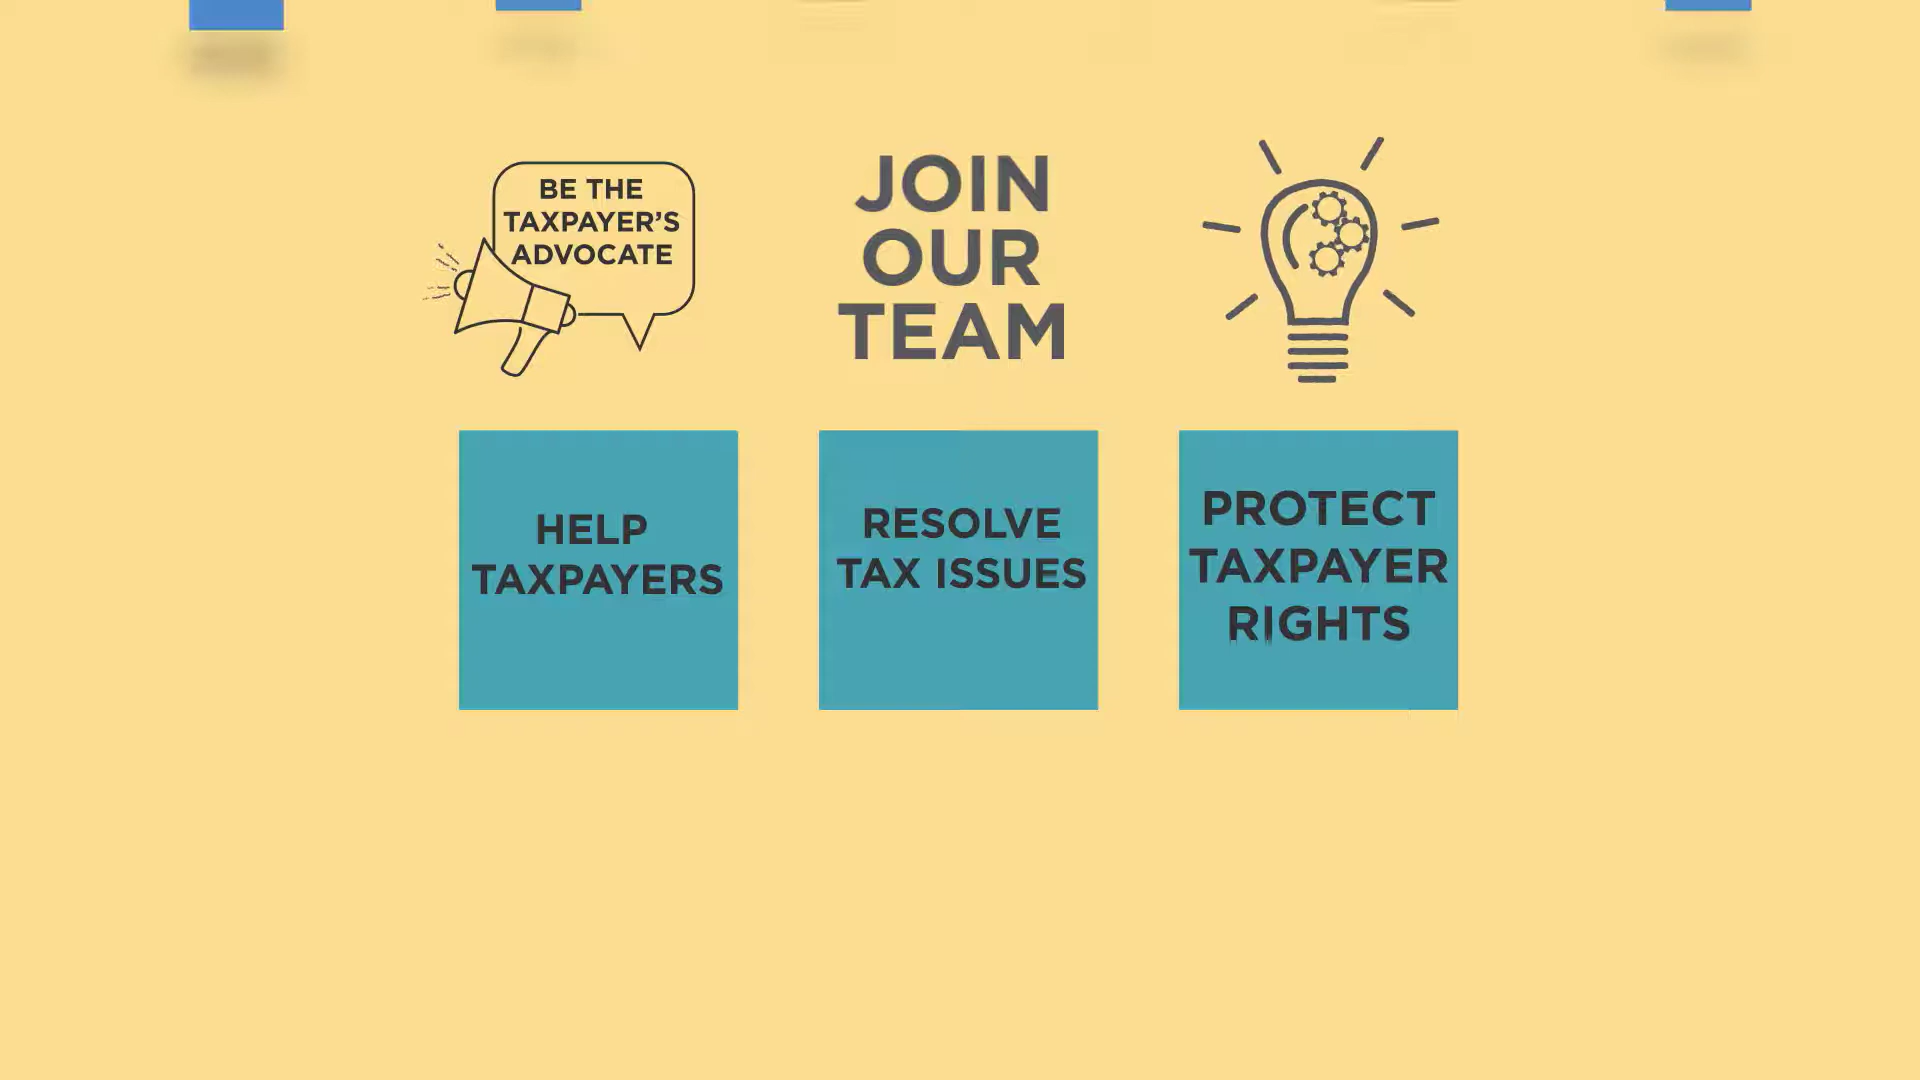 BE THE
TAXPAYER'S
ADVOCATE
JOIN
OUR
TEAM
HELP
TAXPAYERS
RESOLVE
TAX ISSUES
PROTECT
TAXPAYER
RIGHTS